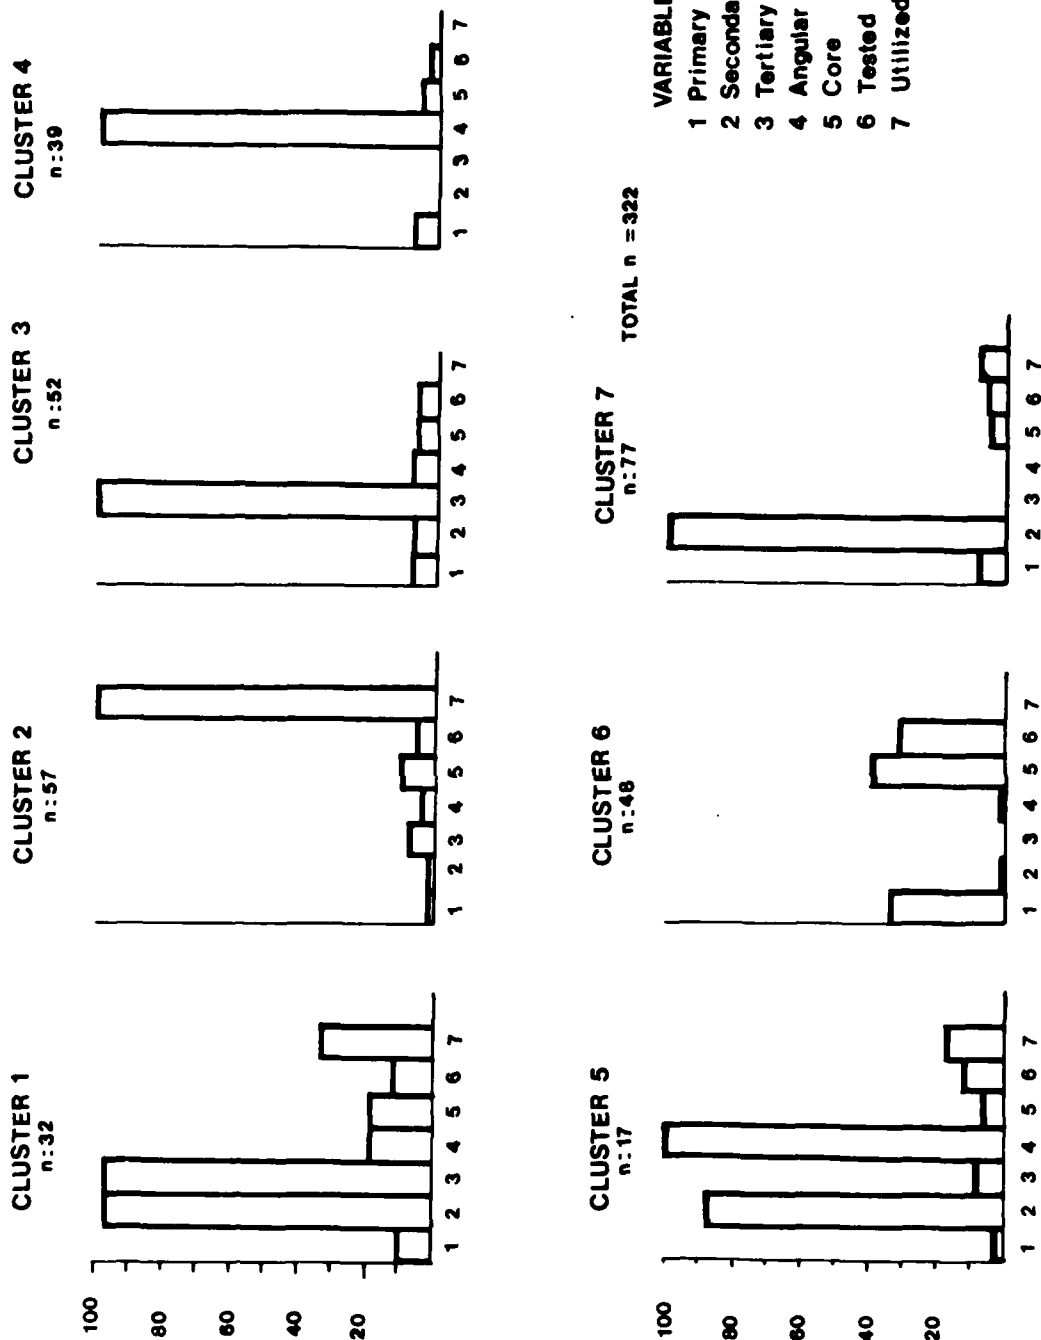 CLUSTER 1
n:32
100
80
60
40
20
1 2 3 4 5 6 7
CLUSTER 2
n:57
1 2 3 4 5 6 7
CLUSTER 3
n:52
1 2 3 4 5 6
CLUSTER 4
n:39
1 2 3 4 5 6 7
CLUSTER 5
n:17
100
80
60
40
20
1 2 3 4 5 6 7
CLUSTER 6
n:48
1 2 3 4 5 6 7
CLUSTER 7
n:77
1 2 3 4 5 6 7
TOTAL n =322
VARIABLE
1 Primary
2 Seconda
3 Tertiary
4 Angular
5 Core
6 Tested
7 Utilized